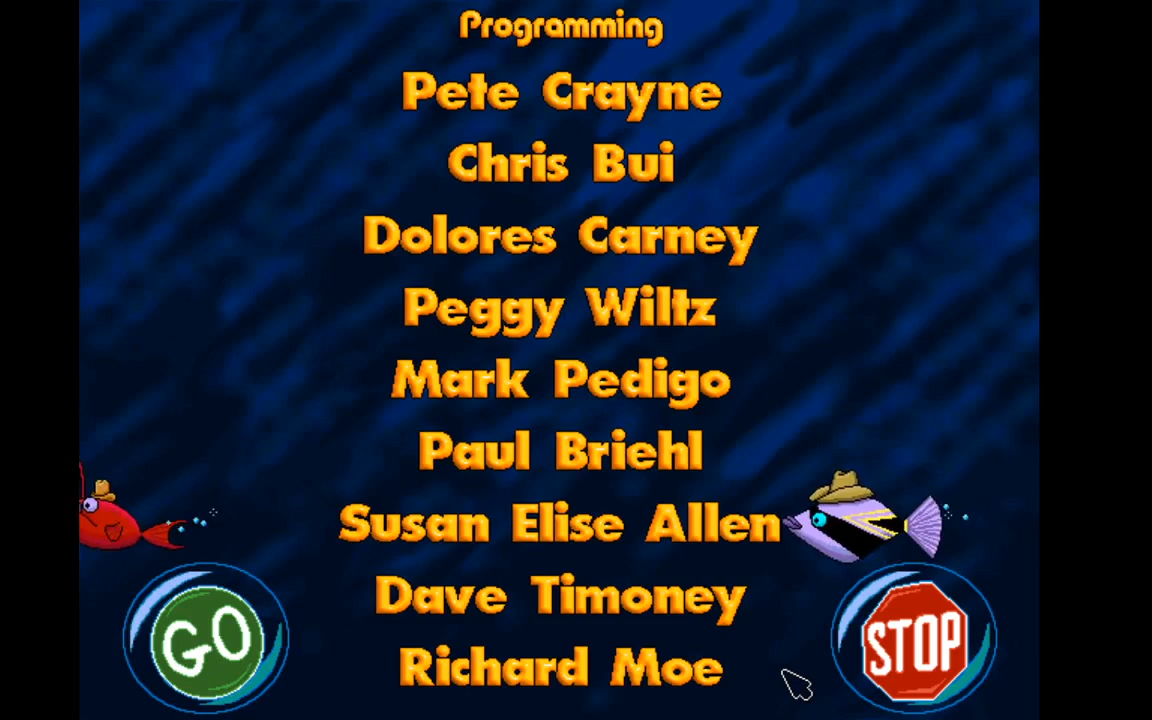 Programming
Pete Crayne
Chris Bui
Dolores Carney
Peggy Wiltz
Mark Pedigo
Paul Briehl
Susan Elise Allen
Dave Timoney
Richard Moe
GO
STOP